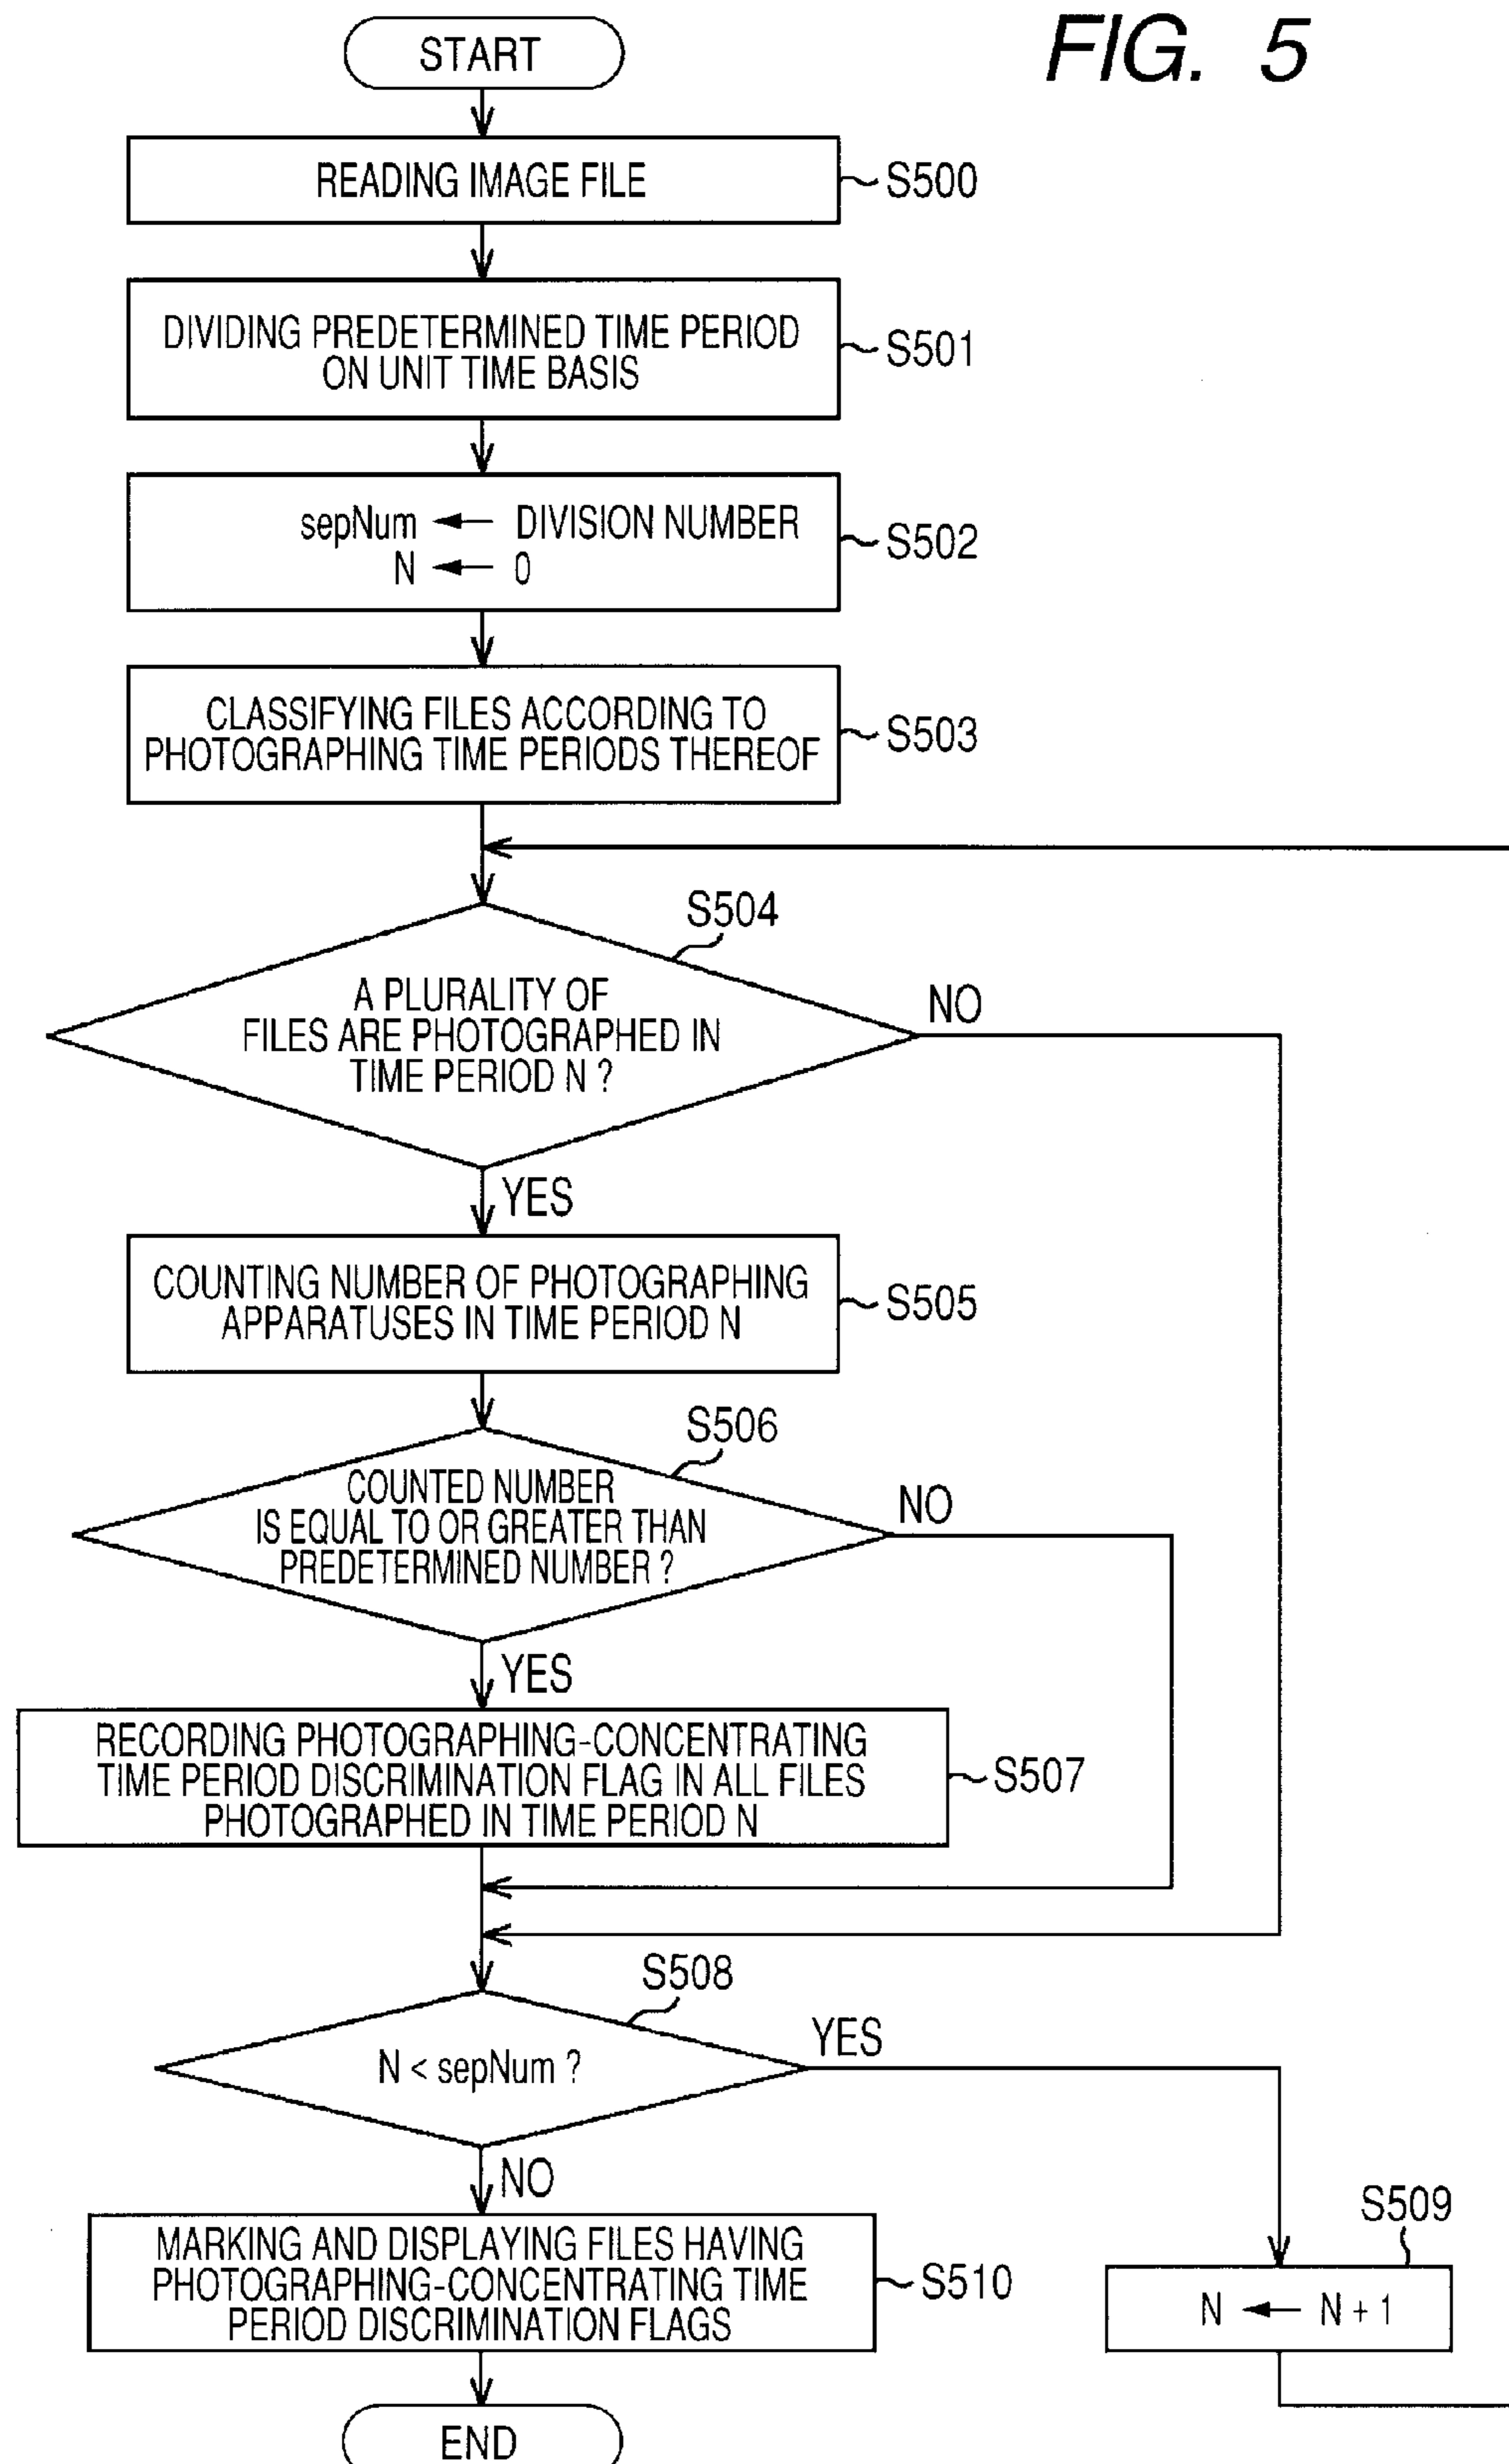 FIG. 5
START
READING IMAGE FILE
S500
DIVIDING PREDETERMINED TIME PERIOD
ON UNIT TIME BASIS
S501
sepNum ← DIVISION NUMBER
N ← 0
S502
CLASSIFYING FILES ACCORDING TO
PHOTOGRAPHING TIME PERIODS THEREOF
S503
S504
A PLURALITY OF
FILES ARE PHOTOGRAPHED IN
TIME PERIOD N ?
NO
YES
COUNTING NUMBER OF PHOTOGRAPHING
APPARATUSES IN TIME PERIOD N
S505
S506
COUNTED NUMBER
IS EQUAL TO OR GREATER THAN
PREDETERMINED NUMBER ?
NO
YES
RECORDING PHOTOGRAPHING-CONCENTRATING
TIME PERIOD DISCRIMINATION FLAG IN ALL FILES
PHOTOGRAPHED IN TIME PERIOD N
S507
S508
N < sepNum ?
YES
NO
S509
N ← N + 1
MARKING AND DISPLAYING FILES HAVING
PHOTOGRAPHING-CONCENTRATING TIME
PERIOD DISCRIMINATION FLAGS
S510
END